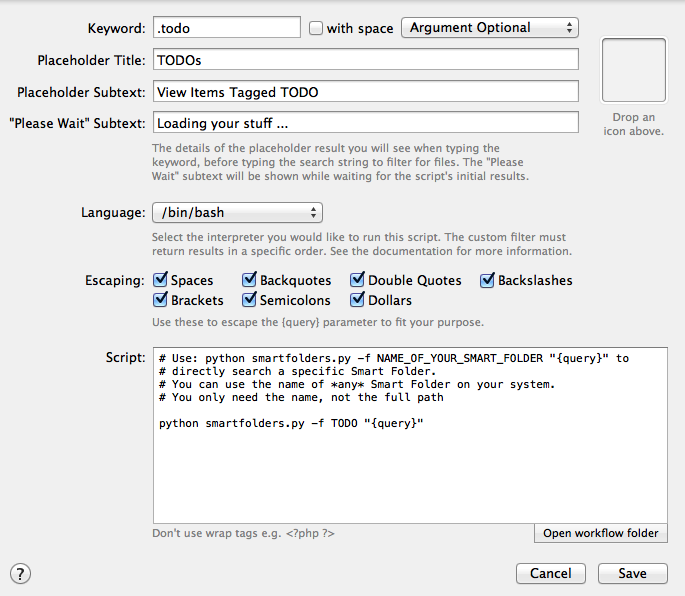 Keyword: .todo with space Argument Optional
Placeholder Title: TODOs
Placeholder Subtext: View Items Tagged TODO
"Please Wait" Subtext: Loading your stuff ...
Drop an
icon above.
The details of the placeholder result you will see when typing the
keyword, before typing the search string to filter for files. The "Please
Wait" subtext will be shown while waiting for the script's initial results.
Language: /bin/bash
Select the interpreter you would like to run this script. The custom filter must
return results in a specific order. See the documentation for more information.
Escaping: Spaces Backquotes Double Quotes Backslashes
Brackets Semicolons Dollars
Use these to escape the {query} parameter to fit your purpose.
Script: # Use: python smartfolders.py -f NAME_OF_YOUR_SMART_FOLDER "{query}" to
# directly search a specific Smart Folder.
# You can use the name of *any* Smart Folder on your system.
# You only need the name, not the full path
python smartfolders.py -f TODO "{query}"
Don't use wrap tags e.g. <?php ?> Open workflow folder
? Cancel Save